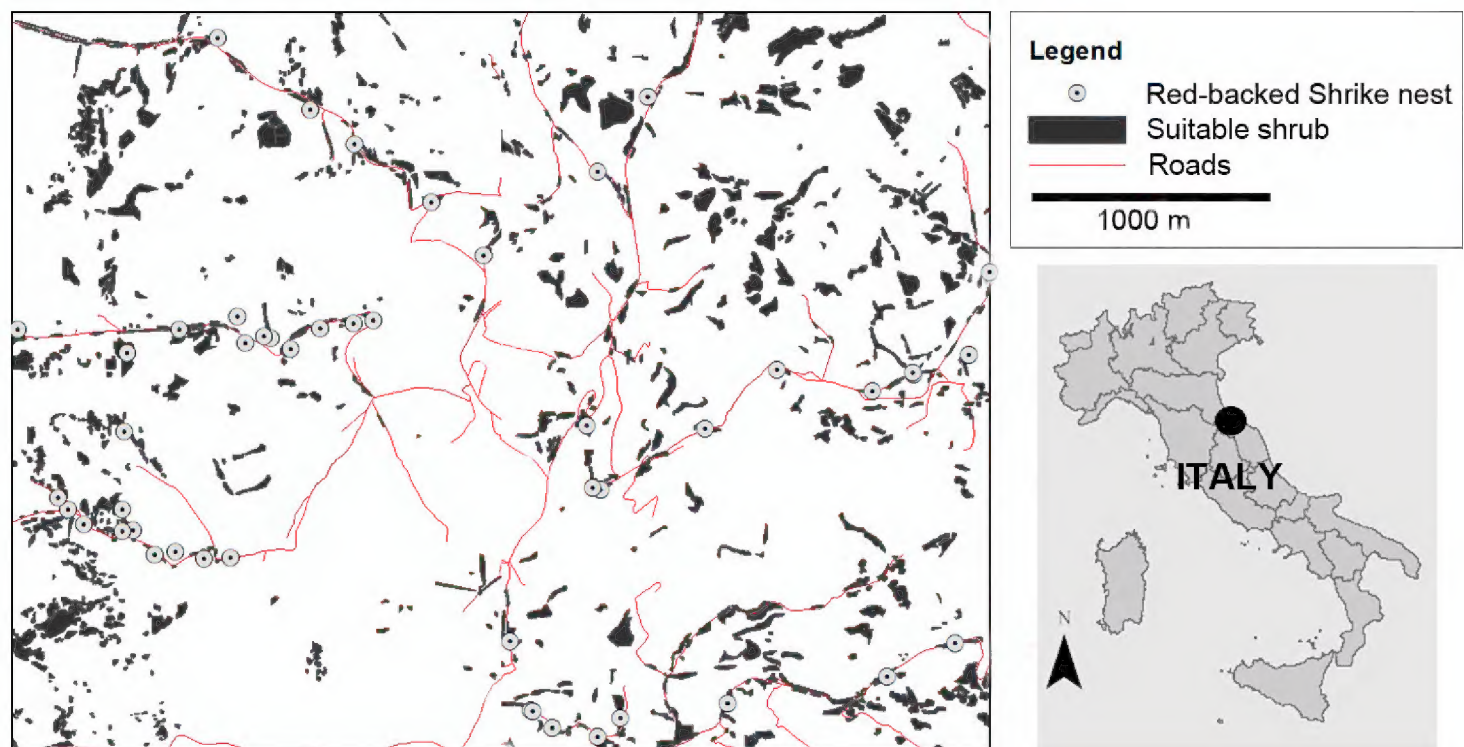 Legend
Red-backed Shrike nest
Suitable shrub
Roads
1000 m
ITALY
N